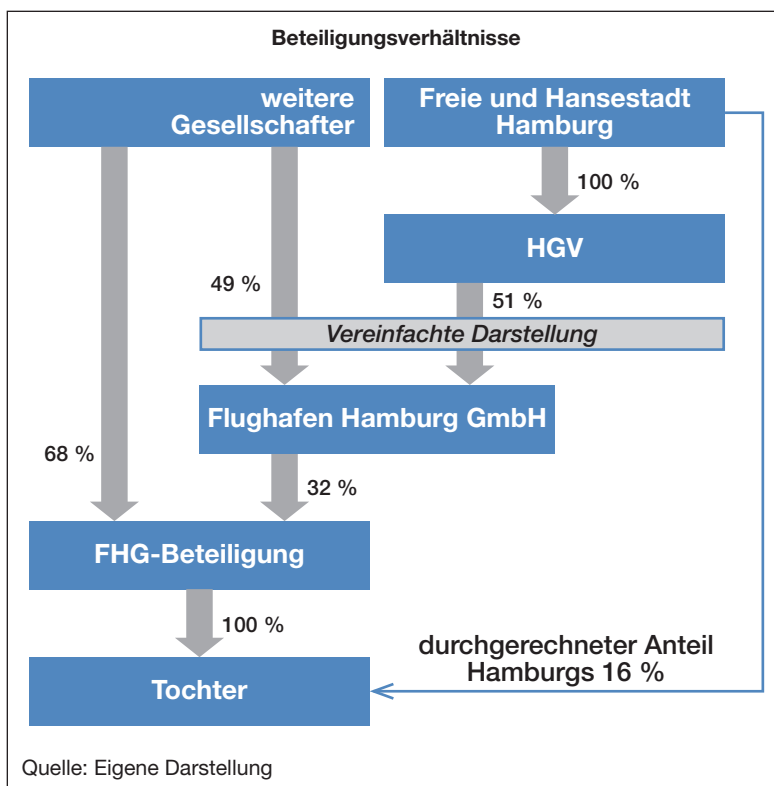 Beteiligungsverhältnisse
weitere
Gesellschafter
Freie und Hansestadt
Hamburg
100 %
HGV
49 %
51 %
Vereinfachte Darstellung
Flughafen Hamburg GmbH
68 %
32 %
FHG-Beteiligung
100 %
durchgerechneter Anteil
Hamburgs 16 %
Tochter
Quelle: Eigene Darstellung